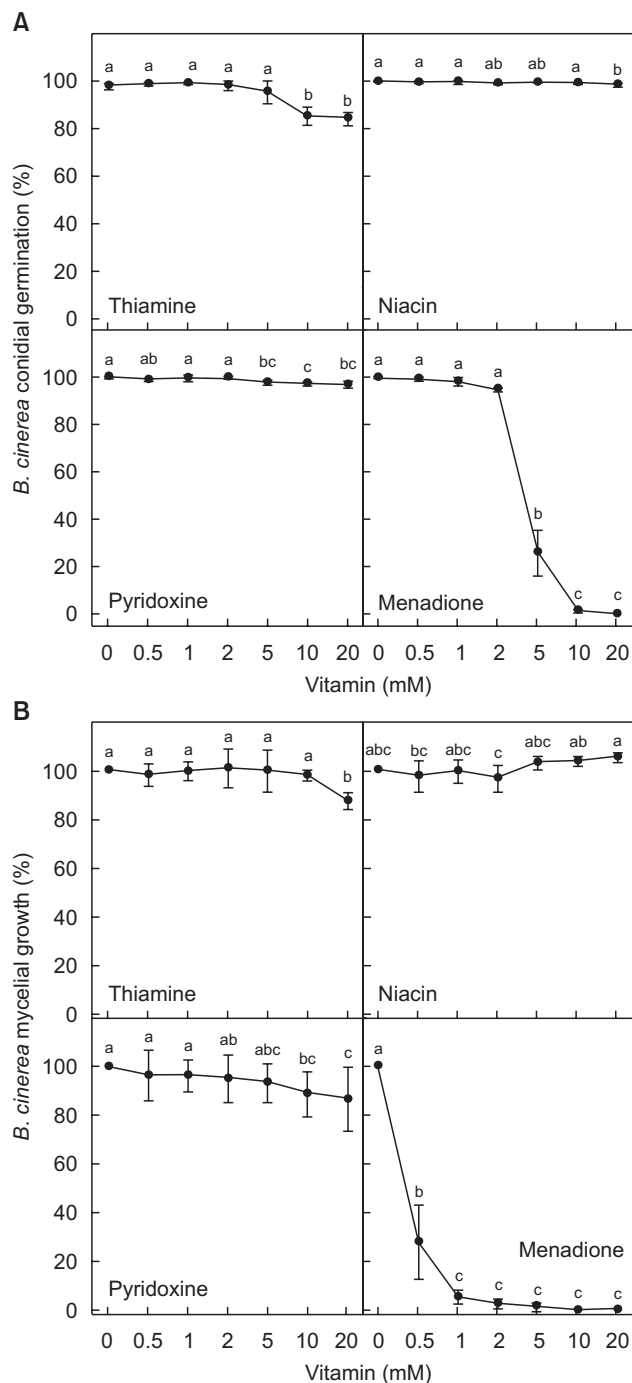 A
B. cinerea conidial germination (%)
a a a a a b b
a a a ab ab a b
100
80
60
40
20
0
Thiamine
Niacin
a ab a a bc c bc
a a a a b c c
100
80
60
40
20
0
Pyridoxine
Menadione
0 0.5 1 2 5 10 20 0 0.5 1 2 5 10 20
Vitamin (mM)
B
B. cinerea mycelial growth (%)
a a a a a a b
abc bc abc c abc ab a
100
80
60
40
20
0
Thiamine
Niacin
a a a ab abc bc c
a b c c c c c
100
80
60
40
20
0
Pyridoxine
Menadione
0 0.5 1 2 5 10 20 0 0.5 1 2 5 10 20
Vitamin (mM)